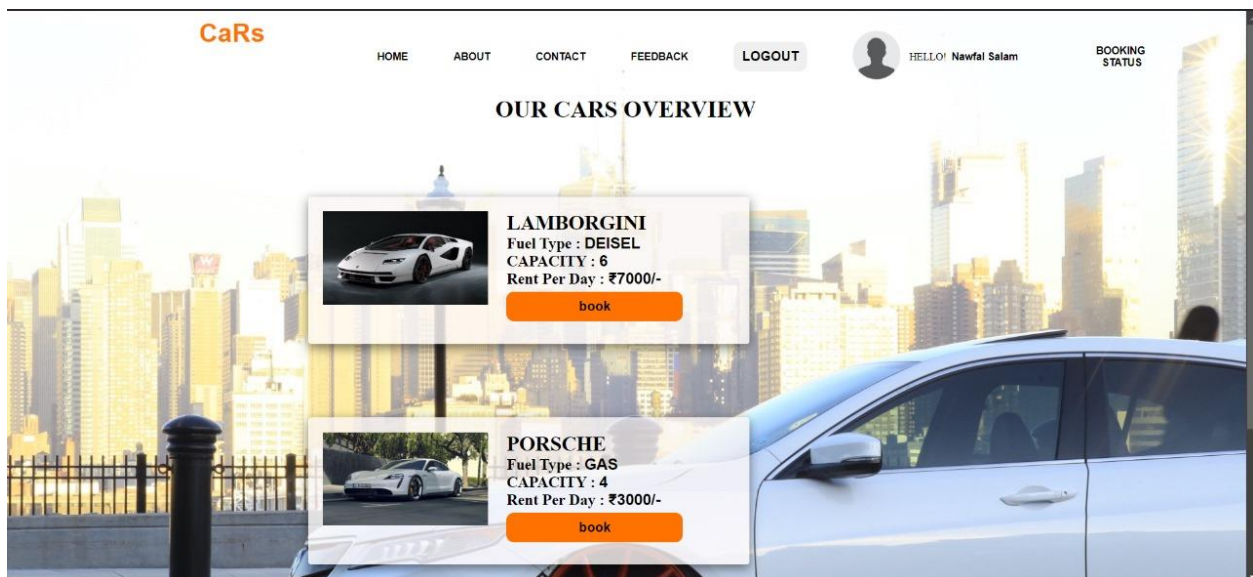 CaRs
HOME
ABOUT
CONTACT
FEEDBACK
LOGOUT
HELLO! Nawfal Salam
BOOKING
STATUS
OUR CARS OVERVIEW
LAMBORGINI
Fuel Type : DEISEL
CAPACITY : 6
Rent Per Day : ₹7000/-
book
PORSCHE
Fuel Type : GAS
CAPACITY : 4
Rent Per Day : ₹3000/-
book